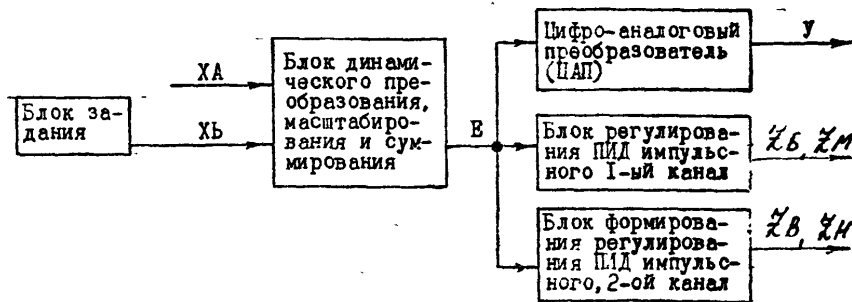 Блок за-
дания
ХА
ХЬ
Блок динами-
ческого пре-
образования,
масштабиро-
вания и сум-
мирования
Е
Цифро-аналоговый
преобразователь
(ЦАП)
У
Блок регулирова-
ния ПИД импульс-
ного I-ый канал
ZБ, ZМ
Блок формирова-
ния регулирова-
ния ПИД импульс-
ного, 2-ой канал
ZВ, ZН